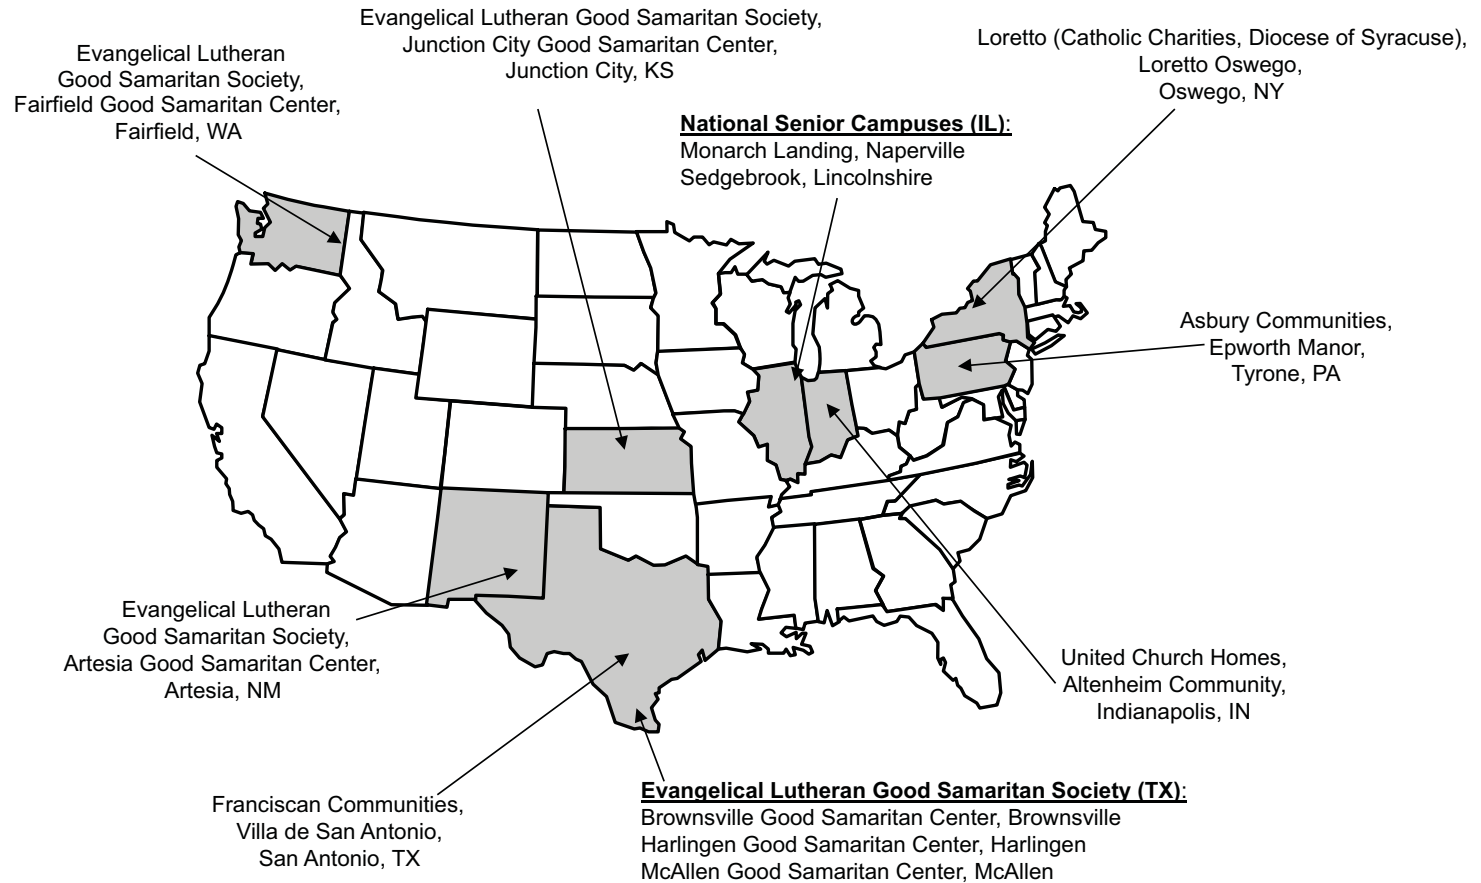 Evangelical Lutheran Good Samaritan Society,
Junction City Good Samaritan Center,
Junction City, KS
Loretto (Catholic Charities, Diocese of Syracuse),
Loretto Oswego,
Oswego, NY
Evangelical Lutheran
Good Samaritan Society,
Fairfield Good Samaritan Center,
Fairfield, WA
National Senior Campuses (IL):
Monarch Landing, Naperville
Sedgebrook, Lincolnshire
Asbury Communities,
Epworth Manor,
Tyrone, PA
Evangelical Lutheran
Good Samaritan Society,
Artesia Good Samaritan Center,
Artesia, NM
United Church Homes,
Altenheim Community,
Indianapolis, IN
Franciscan Communities,
Villa de San Antonio,
San Antonio, TX
Evangelical Lutheran Good Samaritan Society (TX):
Brownsville Good Samaritan Center, Brownsville
Harlingen Good Samaritan Center, Harlingen
McAllen Good Samaritan Center, McAllen